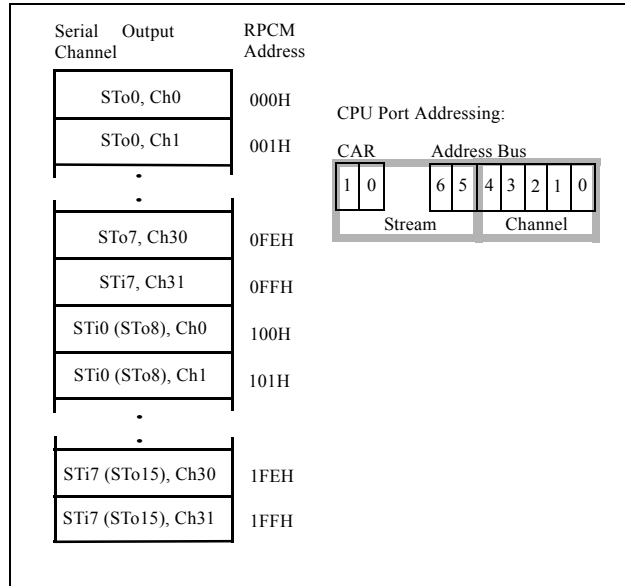 Serial Output Channel
RPCM Address
STo0, Ch0
000H
STo0, Ch1
001H
STo7, Ch30
0FEH
STi7, Ch31
0FFH
STi0 (STo8), Ch0
100H
STi0 (STo8), Ch1
101H
STi7 (STo15), Ch30
1FEH
STi7 (STo15), Ch31
1FFH
CPU Port Addressing:
CAR Address Bus
1 0 6 5 4 3 2 1 0
Stream Channel